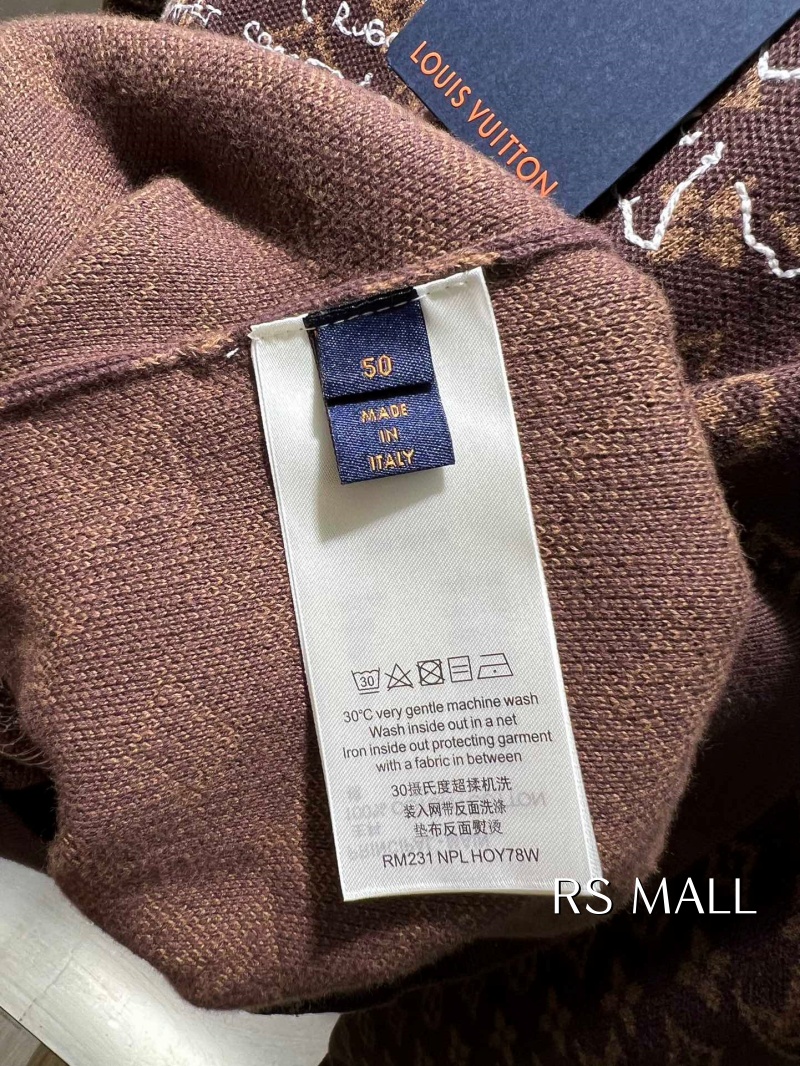 LOUIS VUITTON
50
MADE
IN
ITALY
30
30°C very gentle machine wash
Wash inside out in a net
Iron inside out protecting garment
with a fabric in between
30摄氏度超揉机洗
装入网带反面洗涤
垫布反面熨烫
RM231 NPL HOY78W
RS MALL